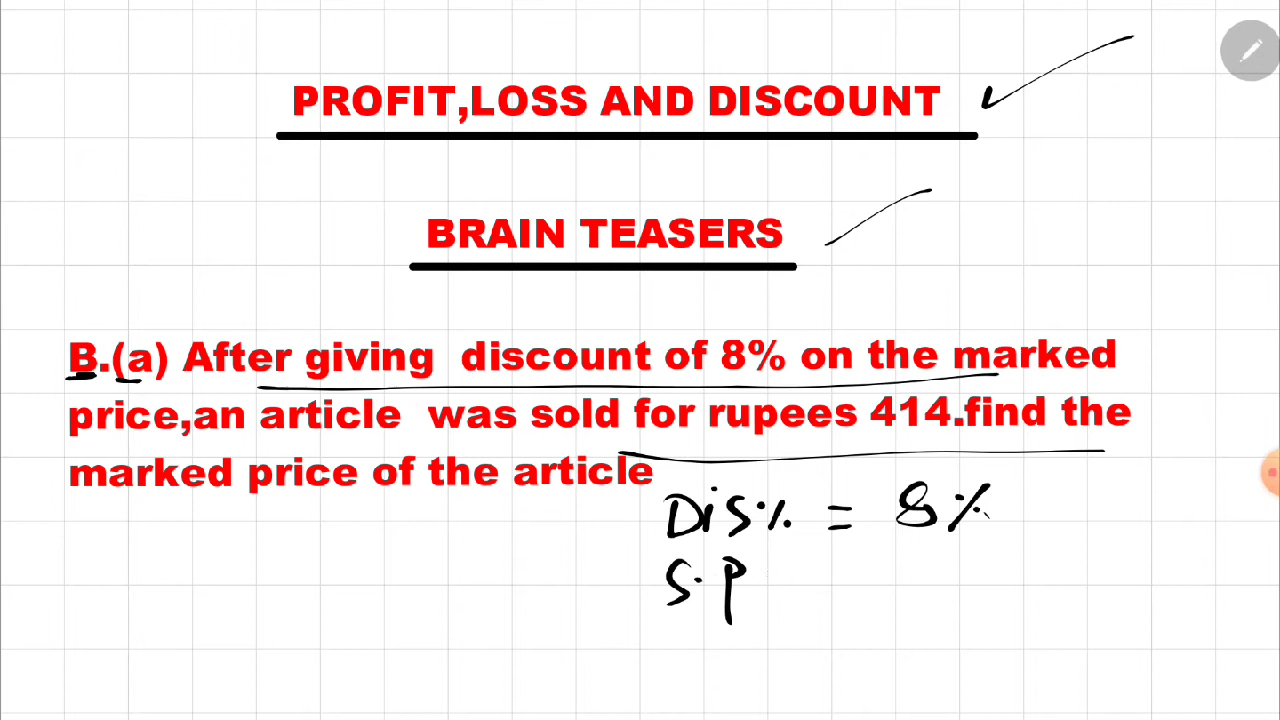 PROFIT,LOSS AND DISCOUNT
BRAIN TEASERS
B.(a) After giving discount of 8% on the marked
price,an article was sold for rupees 414.find the
marked price of the article
Dis% = 8%
S.P